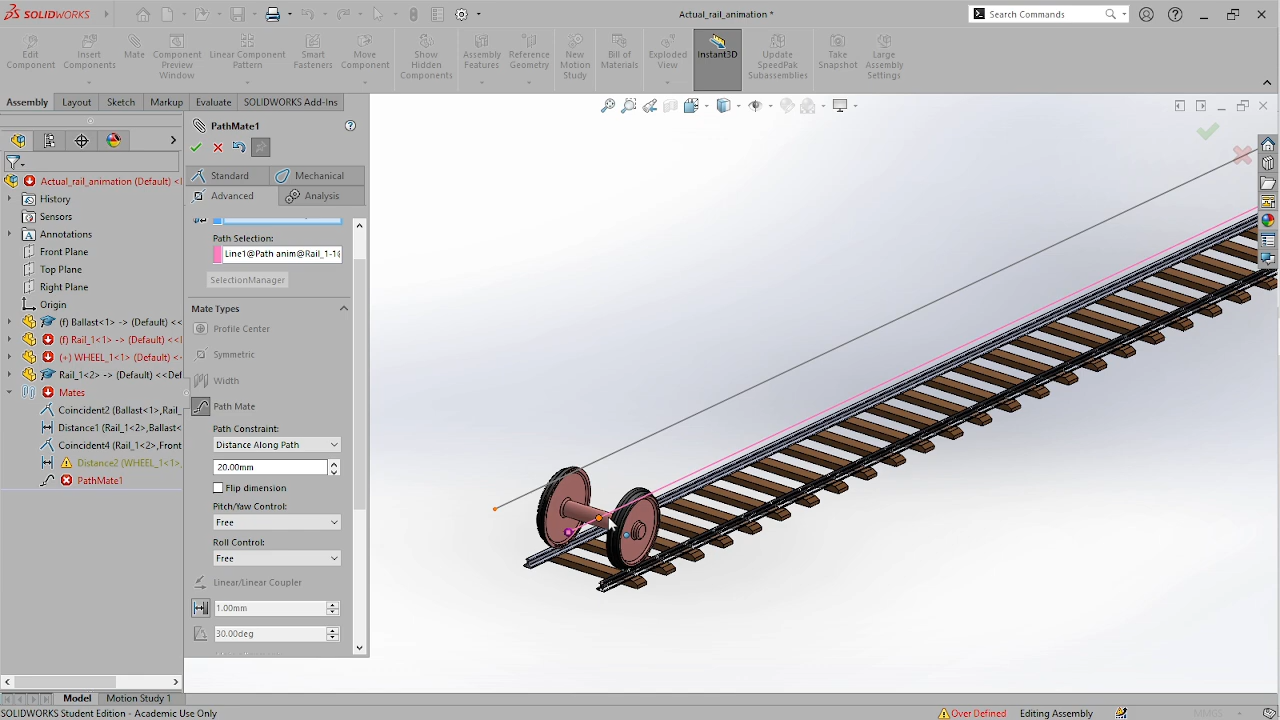 SOLIDWORKS
Actual_rail_animation *
Search Commands
Edit Component
Insert Components
Mate
Component Preview Window
Linear Component Pattern
Smart Fasteners
Move Component
Show Hidden Components
Assembly Features
Reference Geometry
New Motion Study
Bill of Materials
Exploded View
Instant3D
Update SpeedPak Subassemblies
Take Snapshot
Large Assembly Settings
Assembly
Layout
Sketch
Markup
Evaluate
SOLIDWORKS Add-Ins
Actual_rail_animation (Default) <
History
Sensors
Annotations
Front Plane
Top Plane
Right Plane
Origin
(f) Ballast<1> -> (Default) <<
(f) Rail_1<1> -> (Default) <<
(+) WHEEL_1<1> (Default) <<
Rail_1<2> -> (Default) <<Def
Mates
Coincident2 (Ballast<1>,Rail_
Distance1 (Rail_1<2>,Ballast<
Coincident4 (Rail_1<2>,Front
Distance2 (WHEEL_1<1>,
PathMate1
PathMate1
Standard
Mechanical
Advanced
Analysis
Path Selection:
Line1@Path anim@Rail_1-1@
SelectionManager
Mate Types
Profile Center
Symmetric
Width
Path Mate
Path Constraint:
Distance Along Path
20.00mm
Flip dimension
Pitch/Yaw Control:
Free
Roll Control:
Free
Linear/Linear Coupler
1.00mm
30.00deg
Model
Motion Study 1
SOLIDWORKS Student Edition - Academic Use Only
Over Defined
Editing Assembly
MMGS